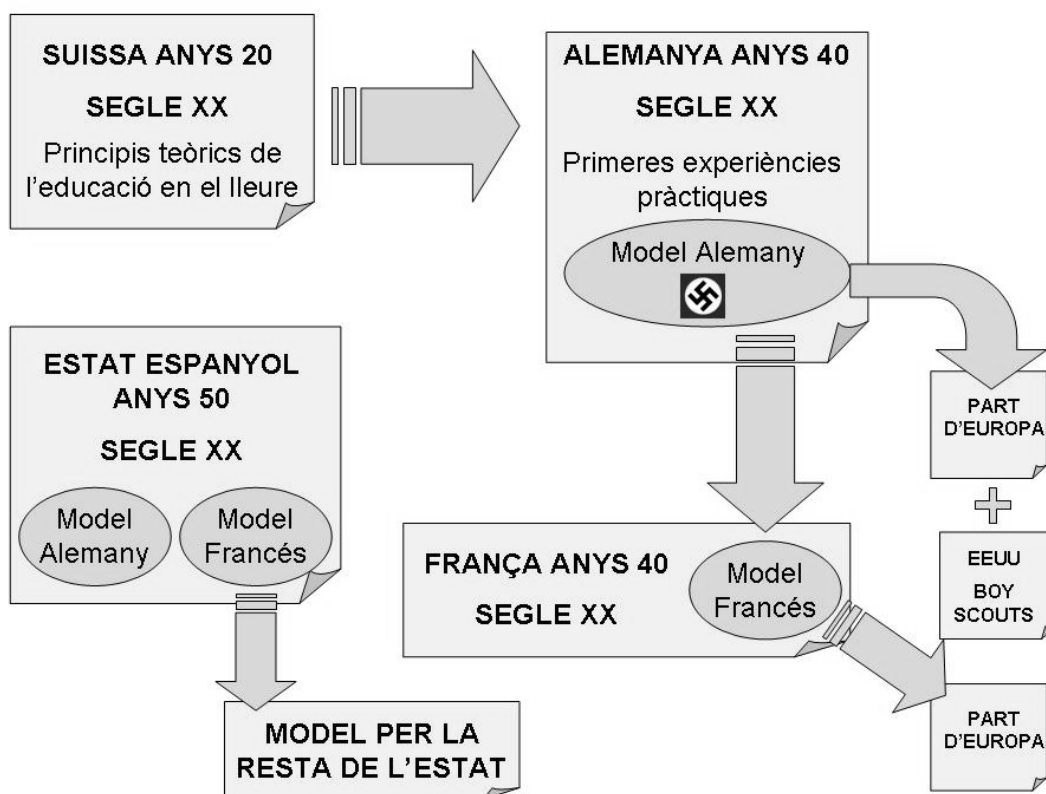 SUISSA ANYS 20
SEGLE XX
Principis teòrics de
l'educació en el lleure
ALEMANYA ANYS 40
SEGLE XX
Primeres experiències
pràctiques
Model Alemany
PART
D'EUROPA
EEUU
BOY
SCOUTS
PART
D'EUROPA
FRANÇA ANYS 40
SEGLE XX
Model
Francés
ESTAT ESPANYOL
ANYS 50
SEGLE XX
Model
Alemany
Model
Francés
MODEL PER LA
RESTA DE L'ESTAT